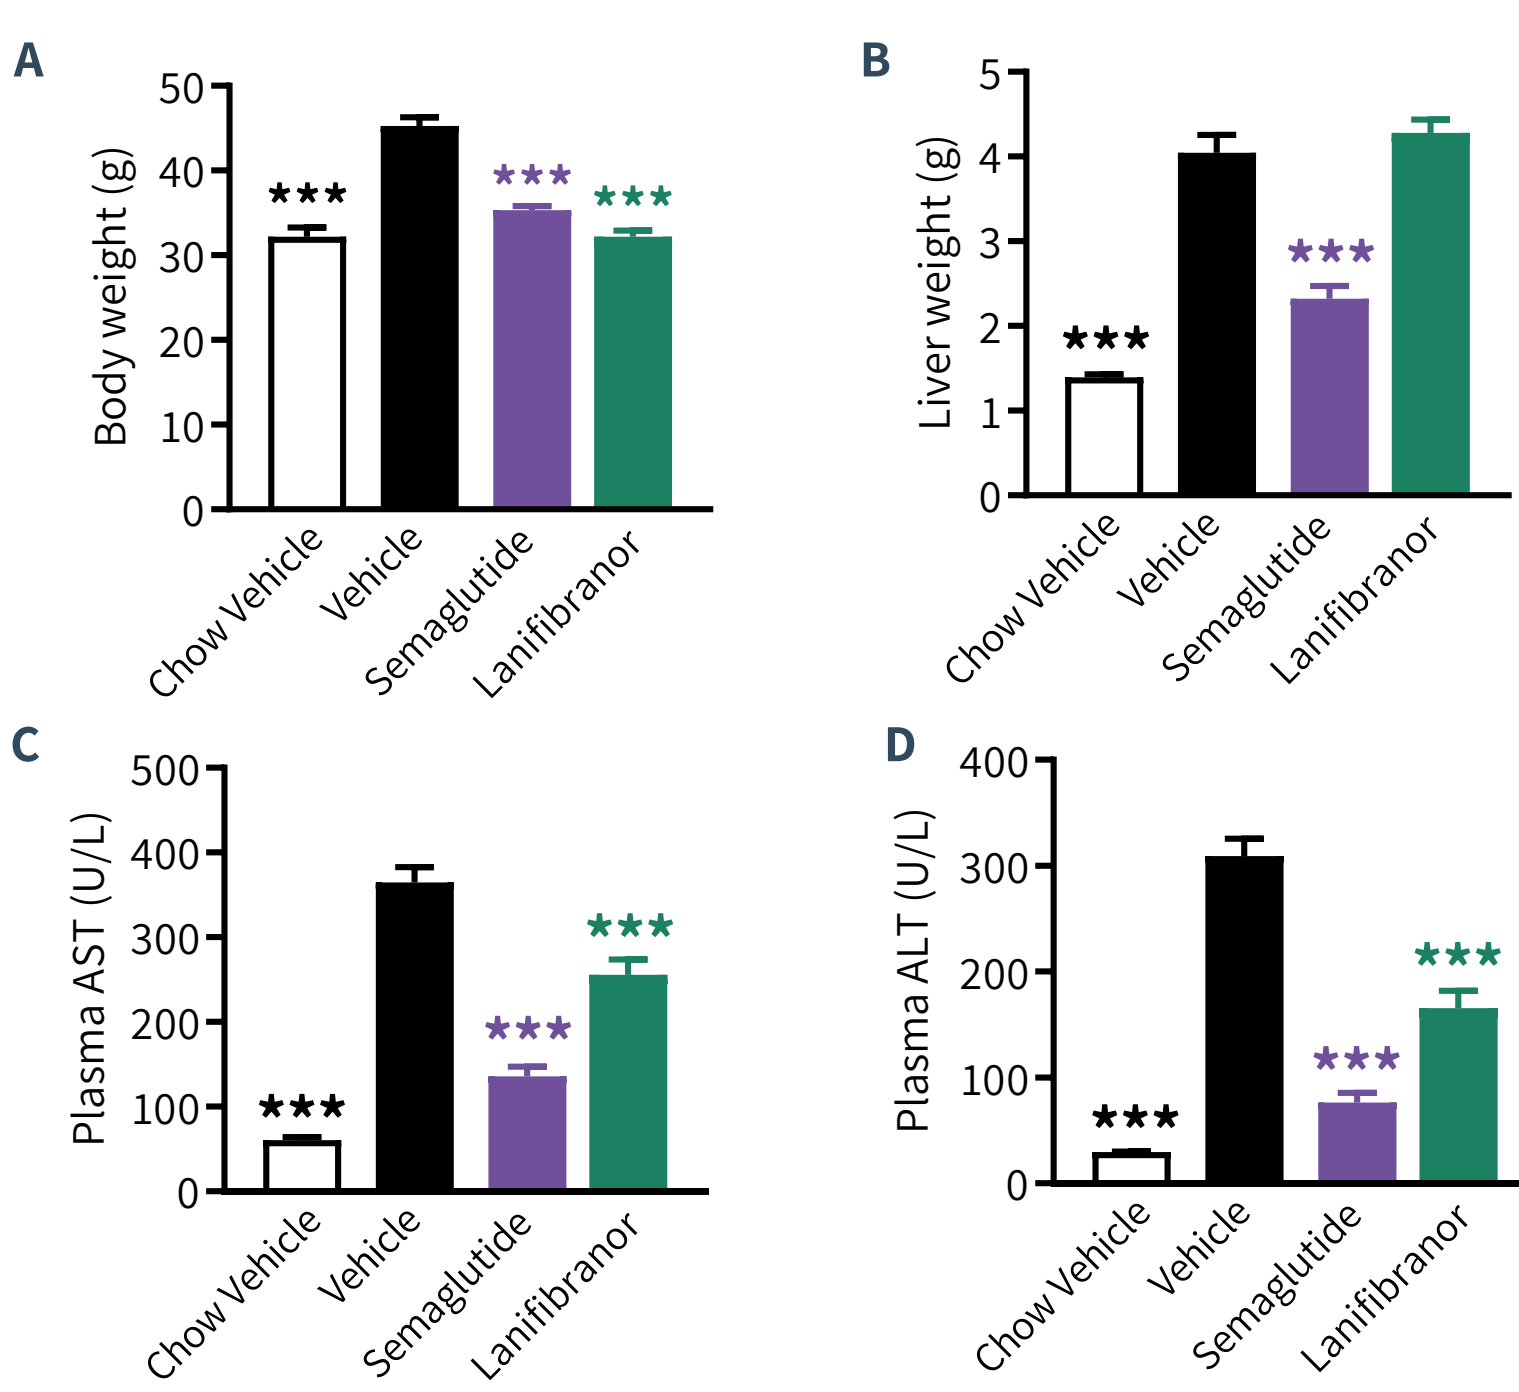 A
Body weight (g)
50
40
30
20
10
0
***
***
***
Chow Vehicle
Vehicle
Semaglutide
Lanifibranor
B
Liver weight (g)
5
4
3
2
1
0
***
***
Chow Vehicle
Vehicle
Semaglutide
Lanifibranor
C
Plasma AST (U/L)
500
400
300
200
100
0
***
***
***
Chow Vehicle
Vehicle
Semaglutide
Lanifibranor
D
Plasma ALT (U/L)
400
300
200
100
0
***
***
***
Chow Vehicle
Vehicle
Semaglutide
Lanifibranor